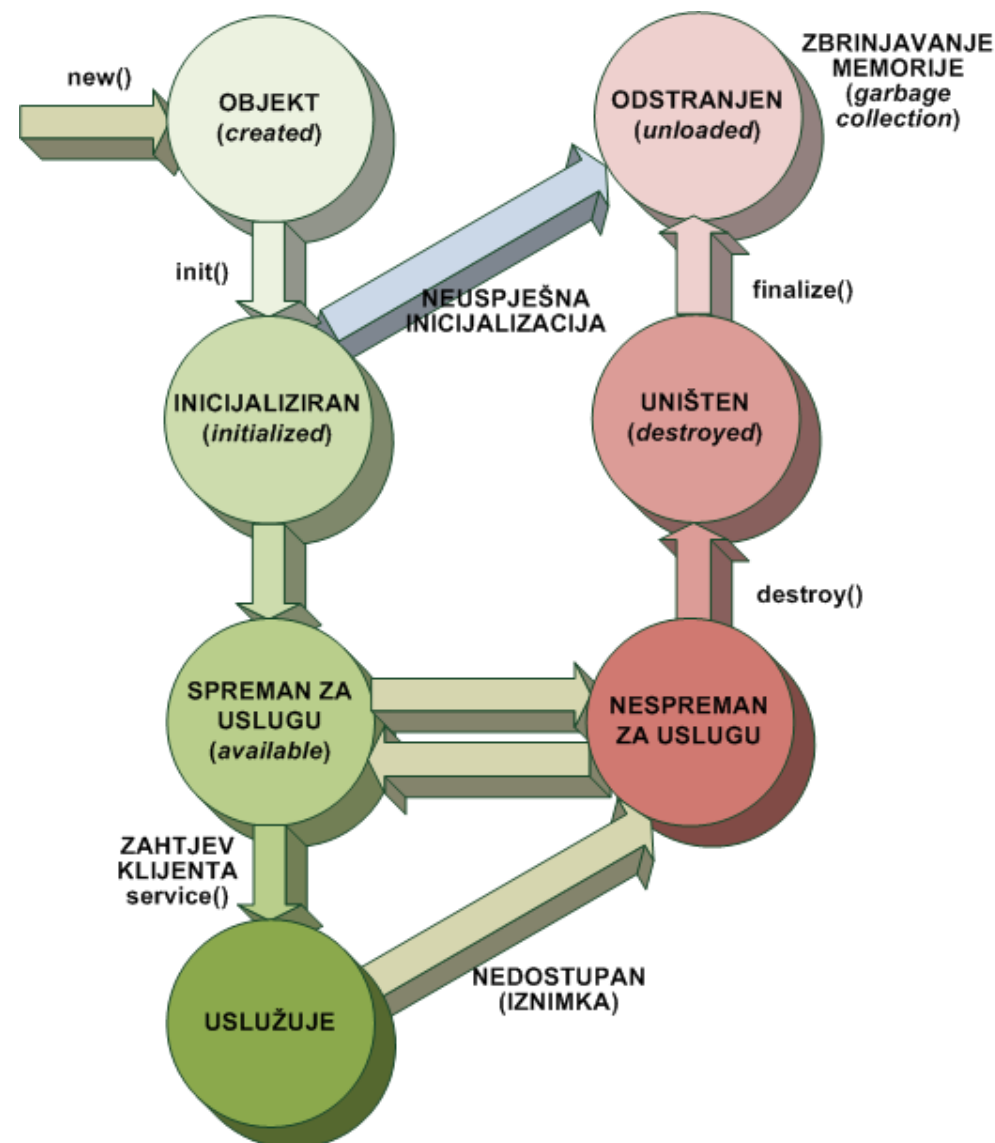 new()
OBJEKT
(created)
ODSTRANJEN
(unloaded)
ZBRINJAVANJE
MEMORIJE
(garbage
collection)
init()
NEUSPJEŠNA
INICIJALIZACIJA
finalize()
INICIJALIZIRAN
(initialized)
UNIŠTEN
(destroyed)
destroy()
SPREMAN ZA
USLUGU
(available)
NESPREMAN
ZA USLUGU
ZAHTJEV
KLIJENTA
service()
NEDOSTUPAN
(IZNIMKA)
USLUŽUJE